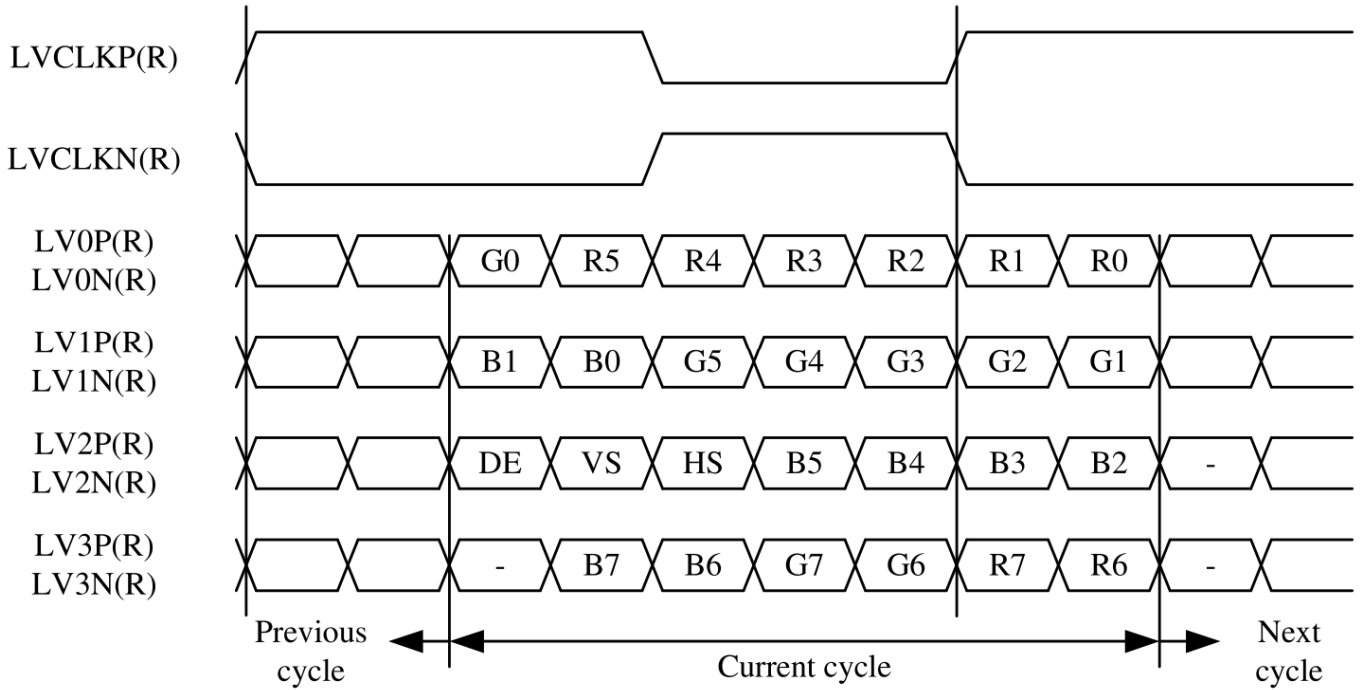 LVCLKP(R)
LVCLKN(R)
LV0P(R)
LV0N(R)
G0 R5 R4 R3 R2 R1 R0
LV1P(R)
LV1N(R)
B1 B0 G5 G4 G3 G2 G1
LV2P(R)
LV2N(R)
DE VS HS B5 B4 B3 B2 -
LV3P(R)
LV3N(R)
- B7 B6 G7 G6 R7 R6 -
Previous
cycle
Current cycle
Next
cycle